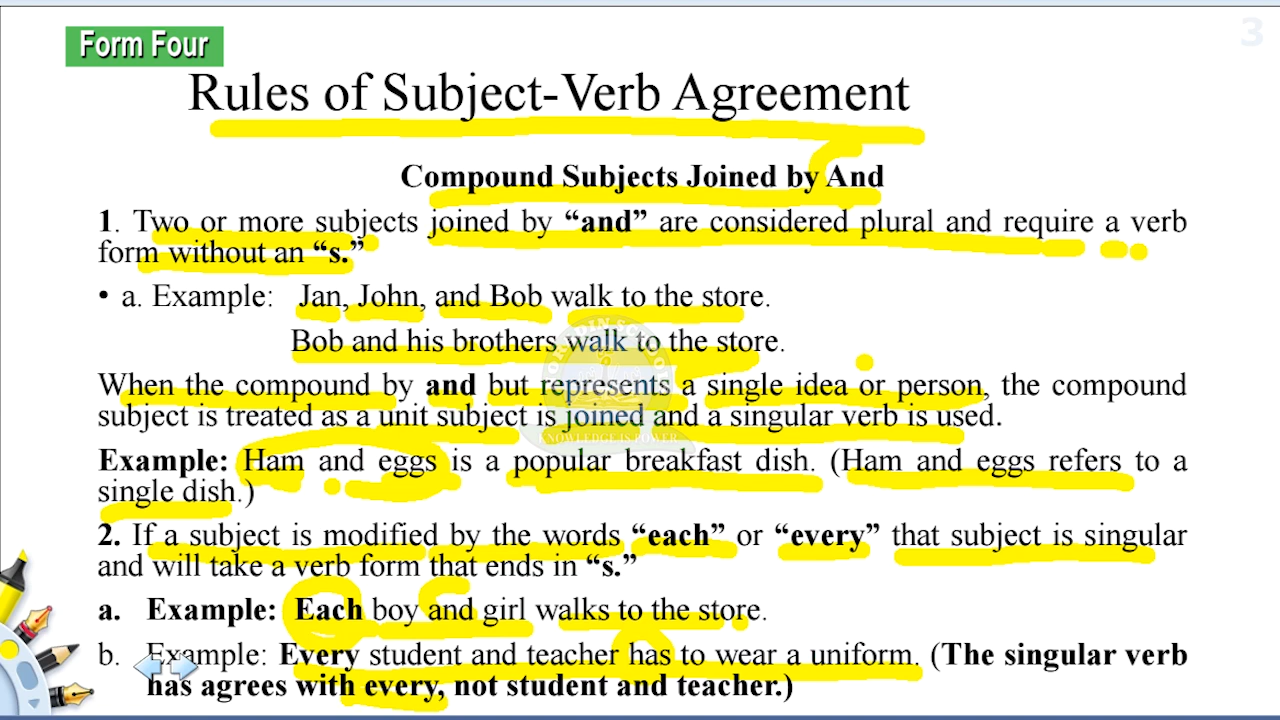 3
Form Four
Rules of Subject-Verb Agreement
Compound Subjects Joined by And
1. Two or more subjects joined by “and” are considered plural and require a verb
form without an “s.”
• a. Example: Jan, John, and Bob walk to the store.
Bob and his brothers walk to the store.
When the compound by and but represents a single idea or person, the compound
subject is treated as a unit subject is joined and a singular verb is used.
KNOWLEDGE IS POWER
Example: Ham and eggs is a popular breakfast dish. (Ham and eggs refers to a
single dish.)
2. If a subject is modified by the words “each” or “every” that subject is singular
and will take a verb form that ends in “s.”
a. Example: Each boy and girl walks to the store.
b. Example: Every student and teacher has to wear a uniform. (The singular verb
has agrees with every, not student and teacher.)